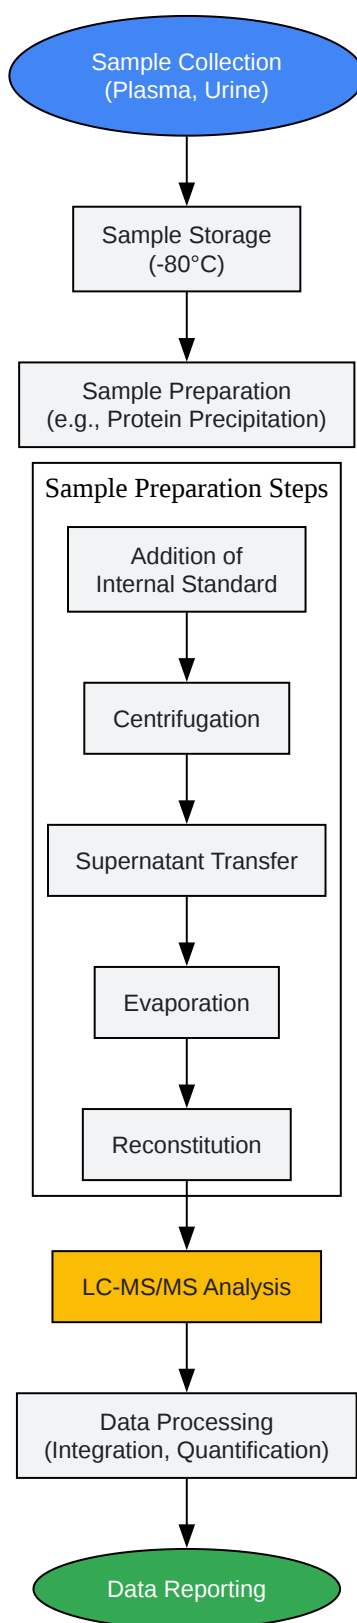 Sample Collection
(Plasma, Urine)
Sample Storage
(-80°C)
Sample Preparation
(e.g., Protein Precipitation)
Sample Preparation Steps
Addition of
Internal Standard
Centrifugation
Supernatant Transfer
Evaporation
Reconstitution
LC-MS/MS Analysis
Data Processing
(Integration, Quantification)
Data Reporting